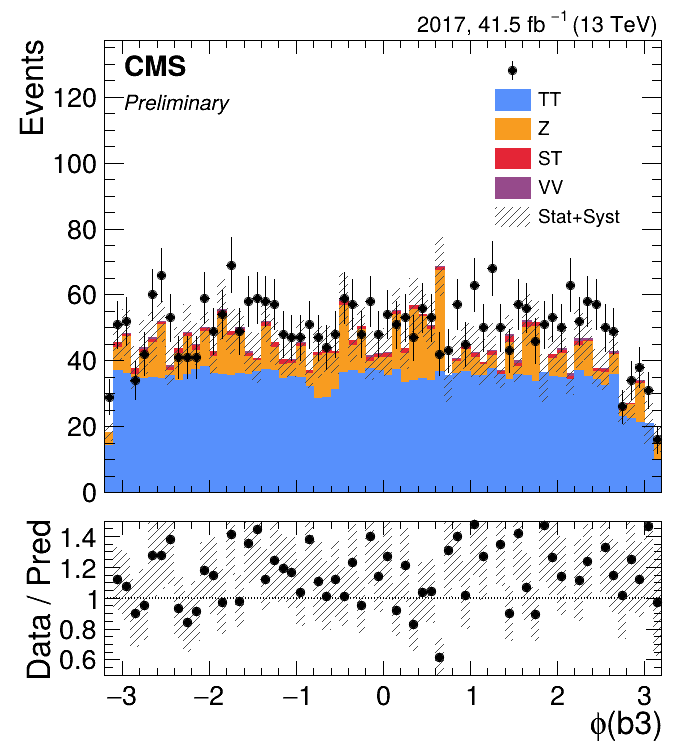 2017, 41.5 fb⁻¹ (13 TeV)
CMS
Preliminary
Events
120
100
80
60
40
20
0
TT
Z
ST
VV
Stat+Syst
Data / Pred
1.4
1.2
1
0.8
0.6
−3 −2 −1 0 1 2 3
ϕ(b3)